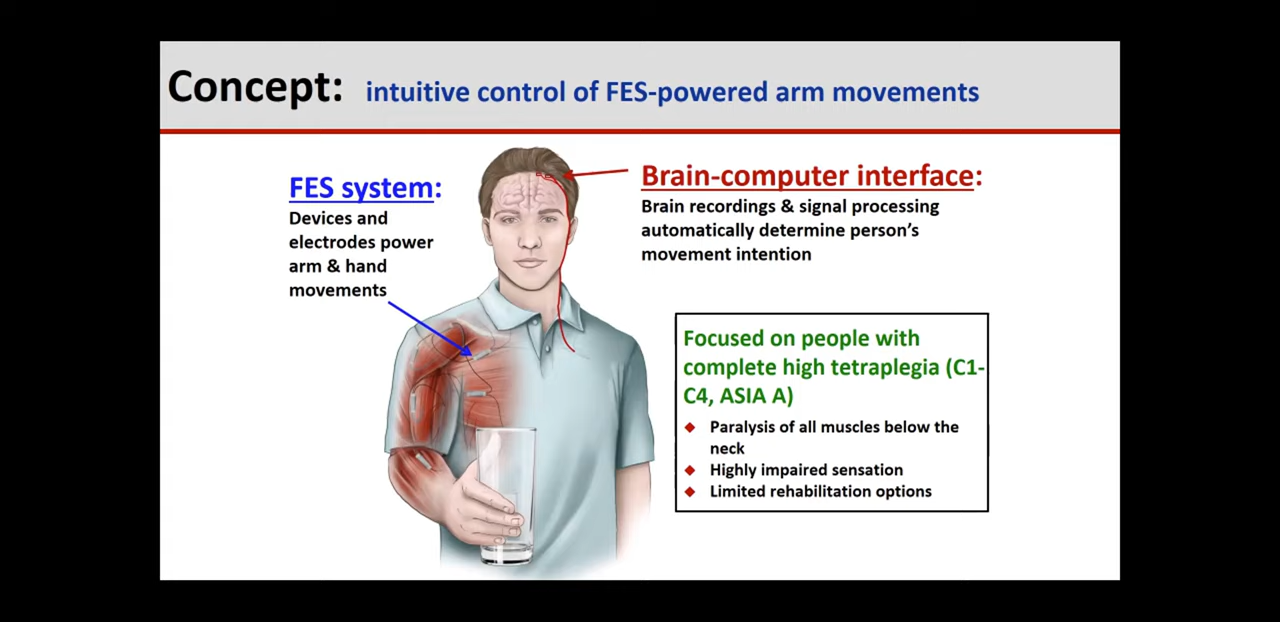 Concept: intuitive control of FES-powered arm movements
FES system:
Devices and
electrodes power
arm & hand
movements
Brain-computer interface:
Brain recordings & signal processing
automatically determine person’s
movement intention
Focused on people with
complete high tetraplegia (C1-
C4, ASIA A)
Paralysis of all muscles below the
neck
Highly impaired sensation
Limited rehabilitation options